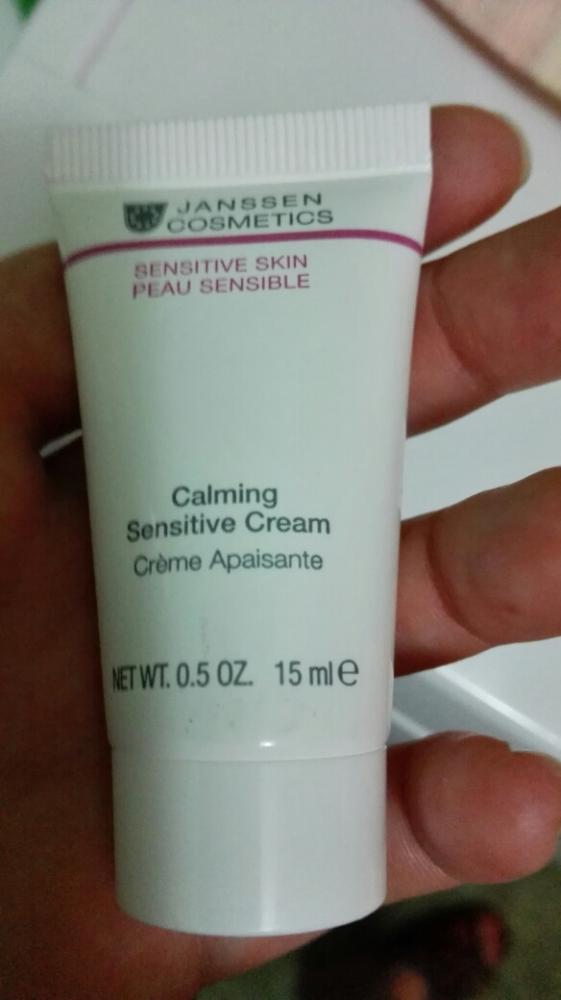 JANSSEN
COSMETICS
SENSITIVE SKIN
PEAU SENSIBLE
Calming
Sensitive Cream
Crème Apaisante
NET WT. 0.5 OZ. 15 ml e